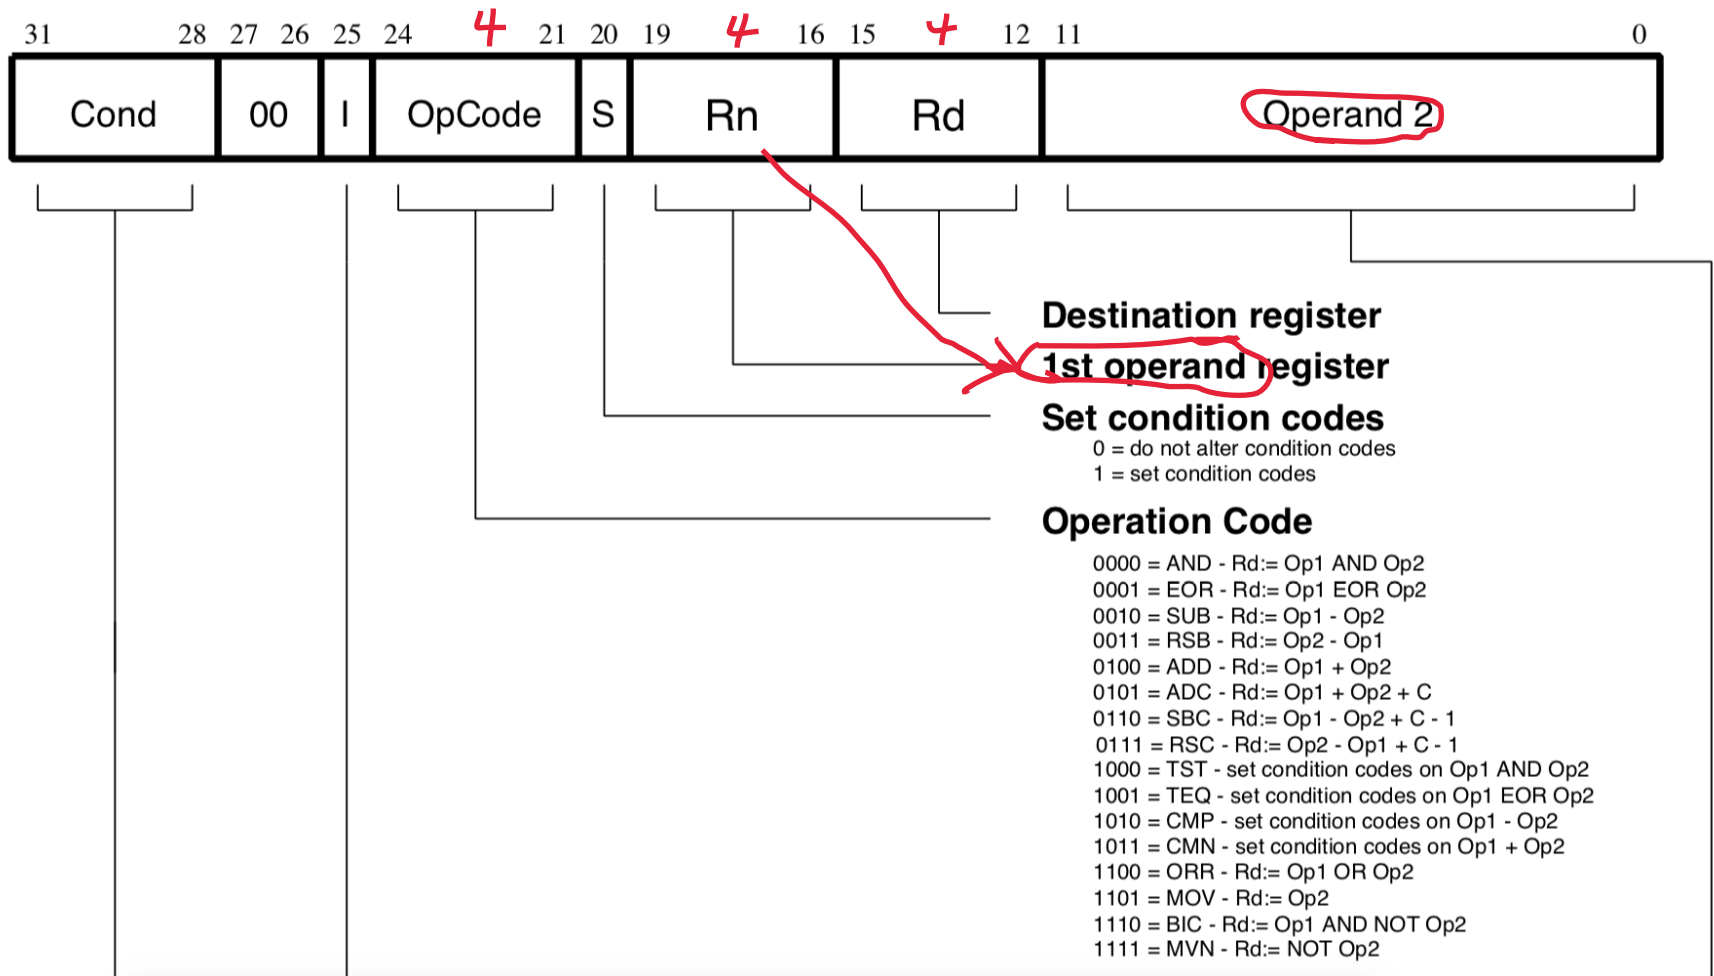 4 4 4
31 28 27 26 25 24 21 20 19 16 15 12 11 0
Cond 00 I OpCode S Rn Rd Operand 2
Destination register
1st operand register
Set condition codes
0 = do not alter condition codes
1 = set condition codes
Operation Code
0000 = AND - Rd:= Op1 AND Op2
0001 = EOR - Rd:= Op1 EOR Op2
0010 = SUB - Rd:= Op1 - Op2
0011 = RSB - Rd:= Op2 - Op1
0100 = ADD - Rd:= Op1 + Op2
0101 = ADC - Rd:= Op1 + Op2 + C
0110 = SBC - Rd:= Op1 - Op2 + C - 1
0111 = RSC - Rd:= Op2 - Op1 + C - 1
1000 = TST - set condition codes on Op1 AND Op2
1001 = TEQ - set condition codes on Op1 EOR Op2
1010 = CMP - set condition codes on Op1 - Op2
1011 = CMN - set condition codes on Op1 + Op2
1100 = ORR - Rd:= Op1 OR Op2
1101 = MOV - Rd:= Op2
1110 = BIC - Rd:= Op1 AND NOT Op2
1111 = MVN - Rd:= NOT Op2